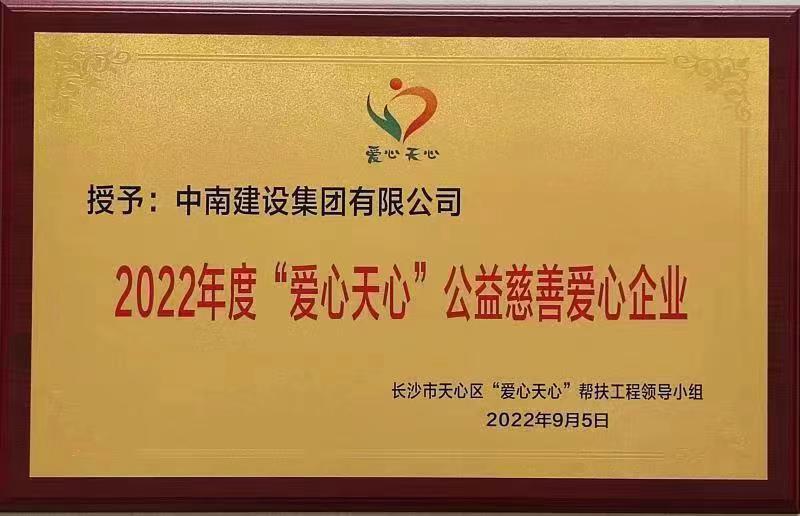 爱心天心
授予：中南建设集团有限公司
2022年度“爱心天心”公益慈善爱心企业
长沙市天心区“爱心天心”帮扶工程领导小组
2022年9月5日